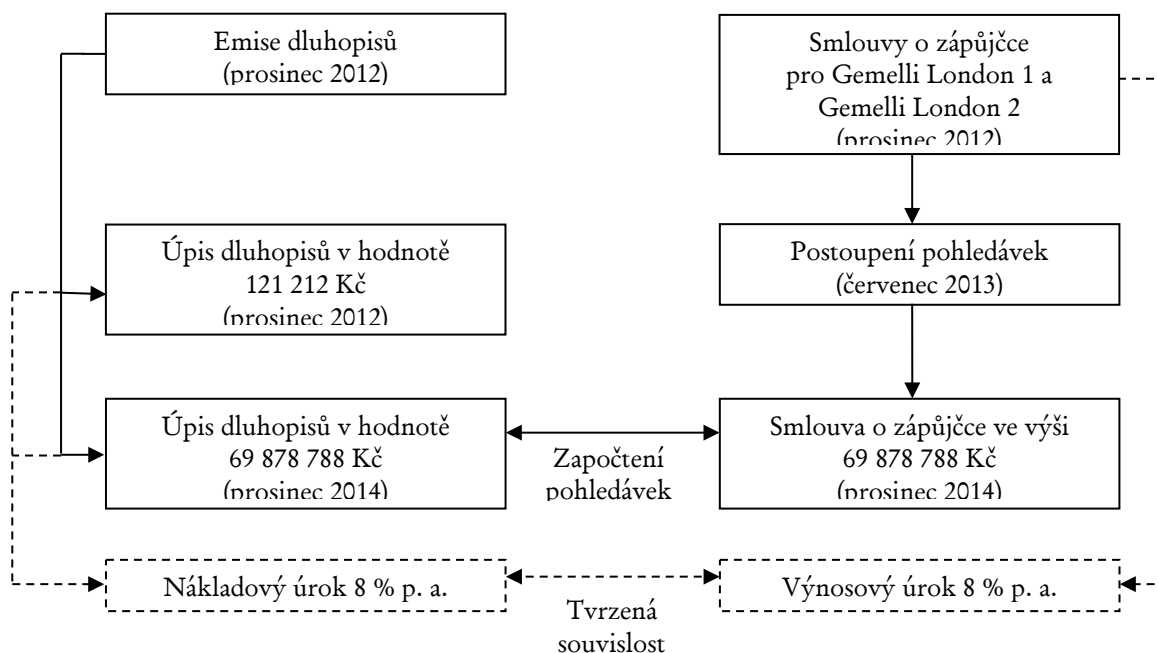 Emise dluhopisů
(prosinec 2012)
Smlouvy o zápůjčce
pro Gemelli London 1 a
Gemelli London 2
(prosinec 2012)
Úpis dluhopisů v hodnotě
121 212 Kč
(prosinec 2012)
Postoupení pohledávek
(červenec 2013)
Úpis dluhopisů v hodnotě
69 878 788 Kč
(prosinec 2014)
Započtení
pohledávek
Smlouva o zápůjčce ve výši
69 878 788 Kč
(prosinec 2014)
Nákladový úrok 8 % p. a.
Tvrzená
souvislost
Výnosový úrok 8 % p. a.